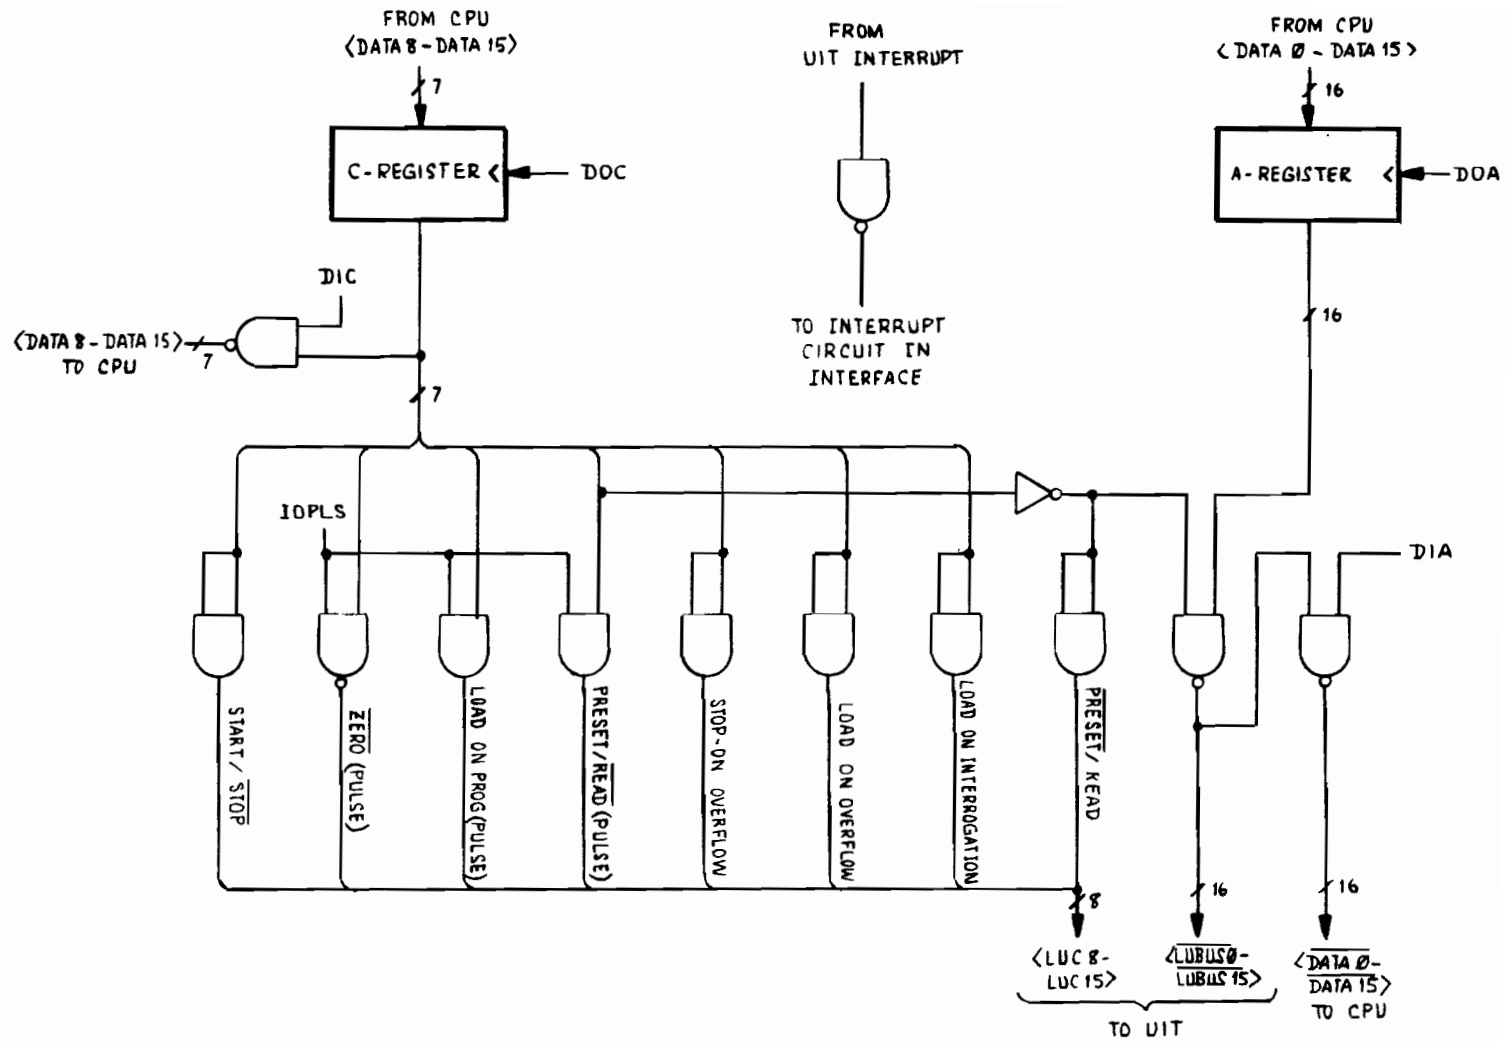 FROM CPU
<DATA 8 - DATA 15>
7
C-REGISTER <
DOC
DIC
<DATA 8 - DATA 15>
TO CPU
7
7
FROM
UIT INTERRUPT
TO INTERRUPT
CIRCUIT IN
INTERFACE
FROM CPU
<DATA Ø - DATA 15>
16
A-REGISTER <
DOA
16
IOPLS
DIA
START / STOP
ZERO (PULSE)
LOAD ON PROG (PULSE)
PRESET/READ (PULSE)
STOP-ON OVERFLOW
LOAD ON OVERFLOW
LOAD ON INTERROGATION
PRESET/READ
8
16
16
<LUC 8-
LUC 15>
<LUBUSØ-
LUBUS 15>
<DATA Ø-
DATA 15>
TO CPU
TO UIT